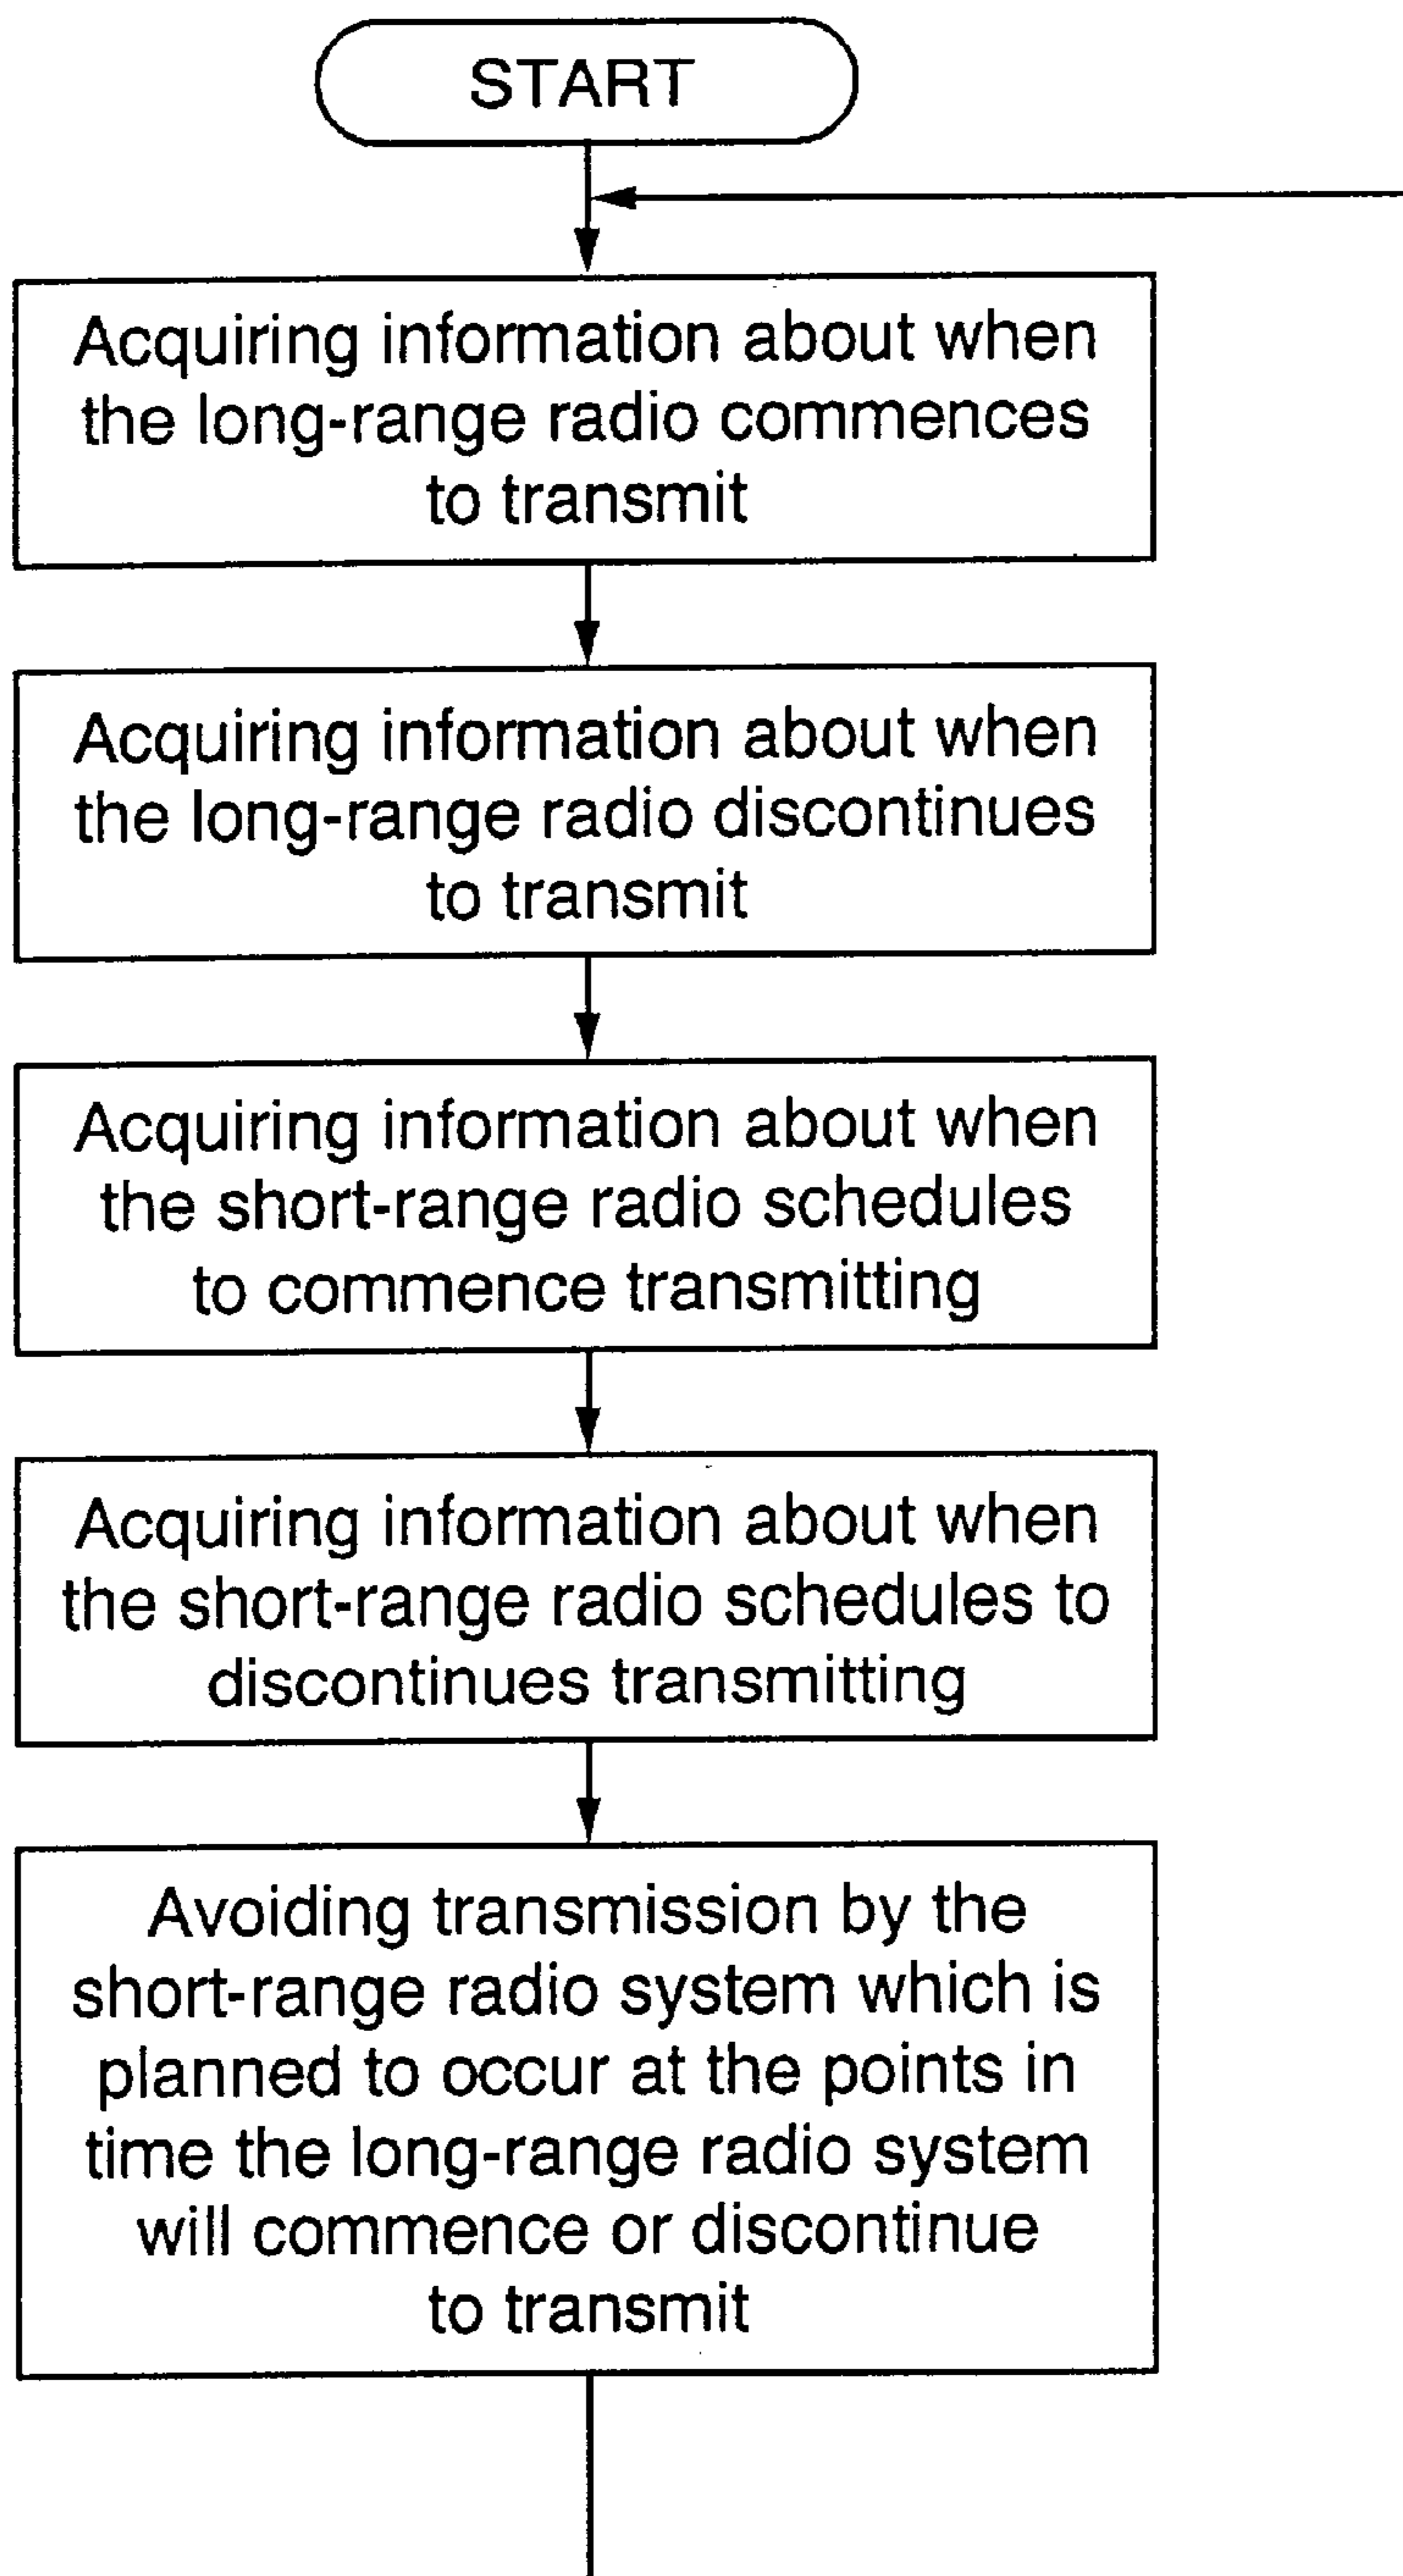 START
Acquiring information about when
the long-range radio commences
to transmit
Acquiring information about when
the long-range radio discontinues
to transmit
Acquiring information about when
the short-range radio schedules
to commence transmitting
Acquiring information about when
the short-range radio schedules to
discontinues transmitting
Avoiding transmission by the
short-range radio system which is
planned to occur at the points in
time the long-range radio system
will commence or discontinue
to transmit